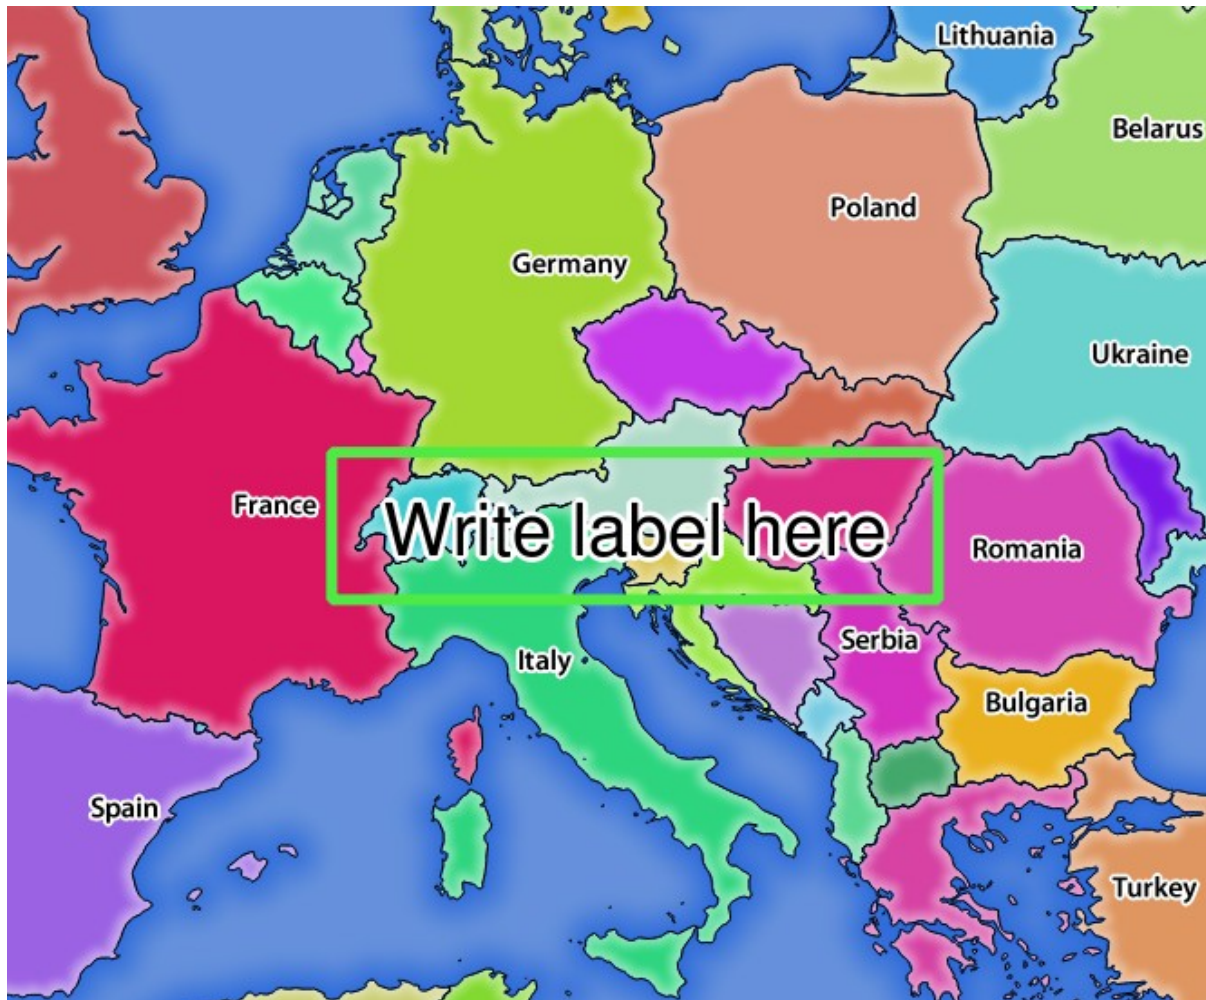 Lithuania
Belarus
Poland
Germany
Ukraine
France
Write label here
Romania
Serbia
Italy
Bulgaria
Spain
Turkey